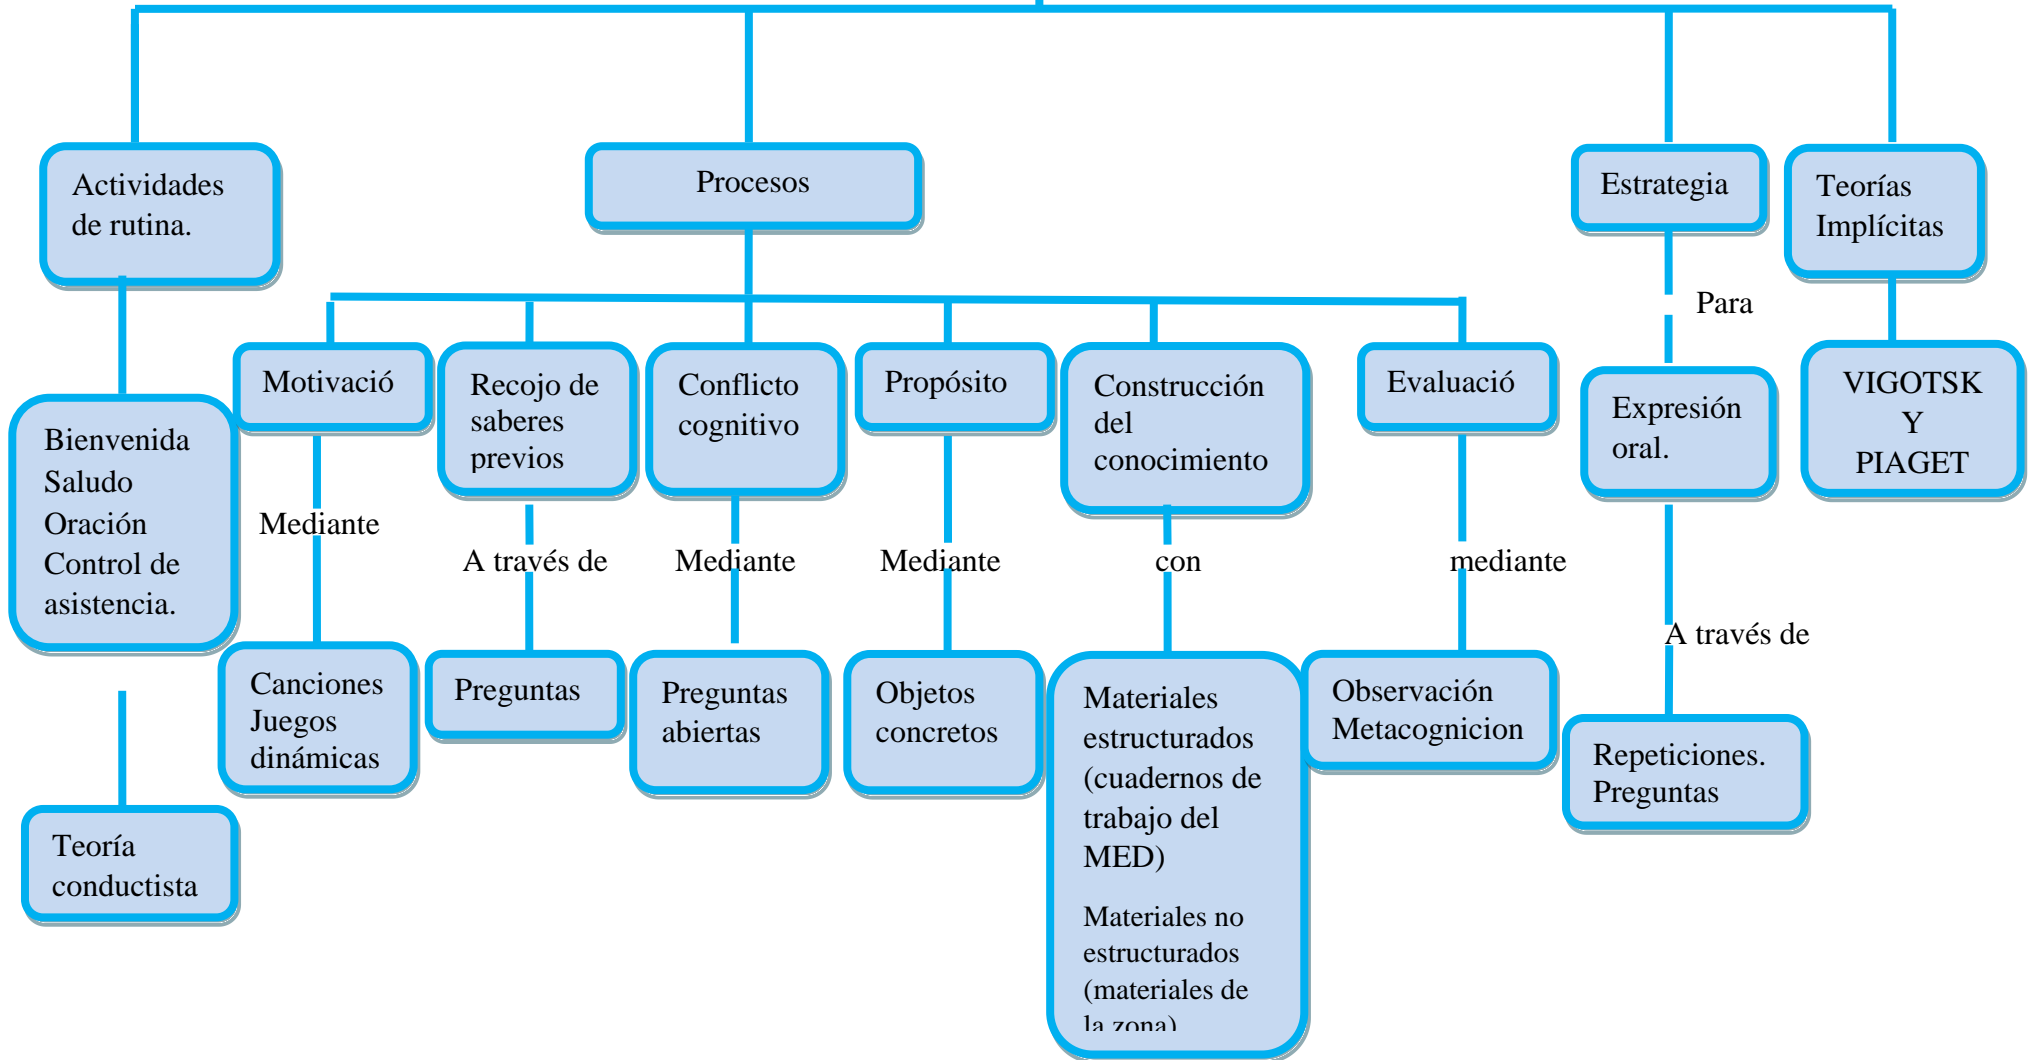 Actividades
de rutina.
Procesos
Estrategia
Teorías
Implícitas
Para
Motivació
Recojo de
saberes
previos
Conflicto
cognitivo
Propósito
Construcción
del
conocimiento
Evaluació
Expresión
oral.
VIGOTSK
Y
PIAGET
Bienvenida
Saludo
Oración
Control de
asistencia.
Mediante
A través de
Mediante
Mediante
con
mediante
A través de
Canciones
Juegos
dinámicas
Preguntas
Preguntas
abiertas
Objetos
concretos
Materiales
estructurados
(cuadernos de
trabajo del
MED)
Materiales no
estructurados
(materiales de
la zona)
Observación
Metacognicion
Repeticiones.
Preguntas
Teoría
conductista